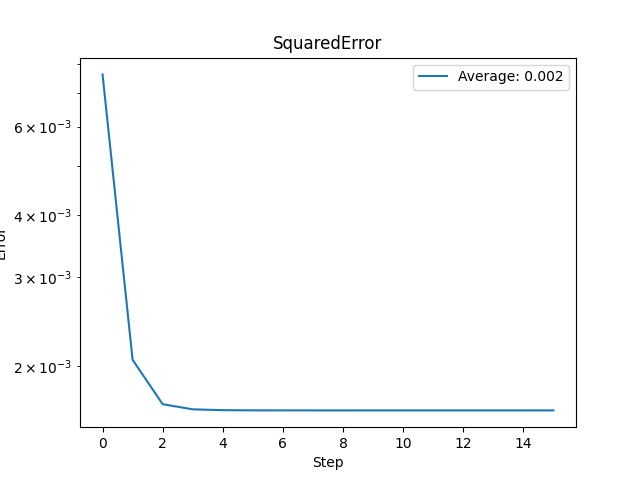 SquaredError
Average: 0.002
6 × 10⁻³
4 × 10⁻³
3 × 10⁻³
2 × 10⁻³
Error
0 2 4 6 8 10 12 14
Step